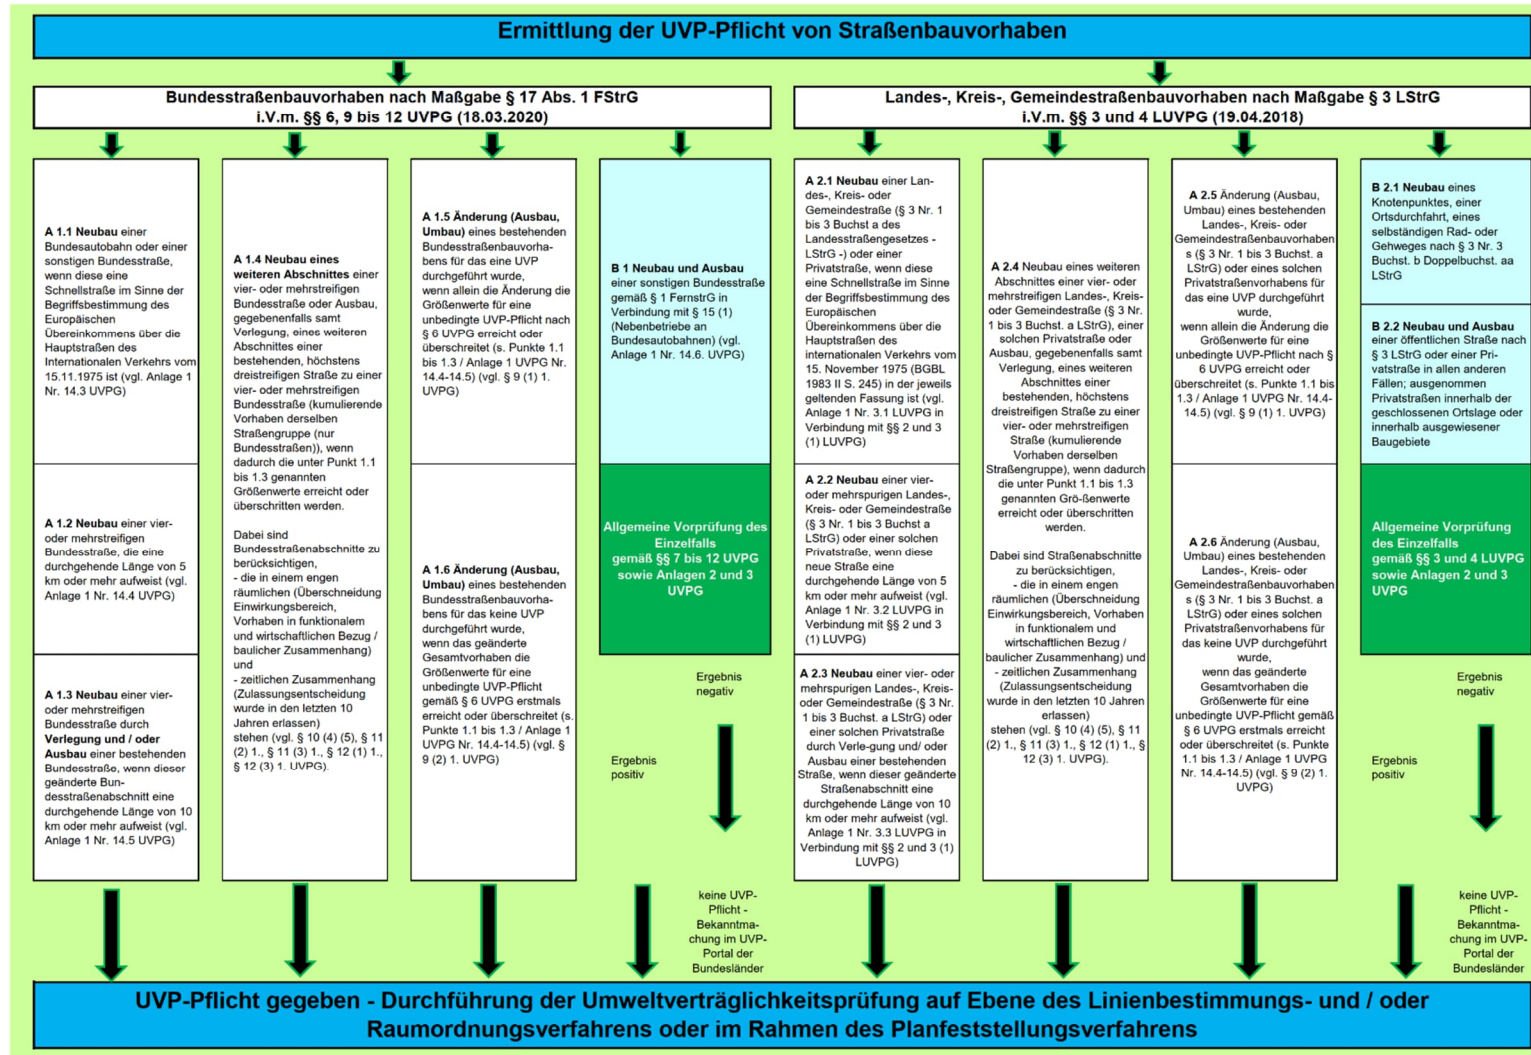 Ermittlung der UVP-Pflicht von Straßenbauvorhaben
Bundesstraßenbauvorhaben nach Maßgabe § 17 Abs. 1 FStrG
i.V.m. §§ 6, 9 bis 12 UVPG (18.03.2020)
Landes-, Kreis-, Gemeindestraßenbauvorhaben nach Maßgabe § 3 LStrG
i.V.m. §§ 3 und 4 LUVPG (19.04.2018)
A 1.1 Neubau einer
Bundesautobahn oder einer
sonstigen Bundesstraße,
wenn diese eine
Schnellstraße im Sinne der
Begriffsbestimmung des
Europäischen
Übereinkommens über die
Hauptstraßen des
Internationalen Verkehrs vom
15.11.1975 ist (vgl. Anlage 1
Nr. 14.3 UVPG)
A 1.2 Neubau einer vier-
oder mehrstreifigen
Bundesstraße, die eine
durchgehende Länge von 5
km oder mehr aufweist (vgl.
Anlage 1 Nr. 14.4 UVPG)
A 1.3 Neubau einer vier-
oder mehrstreifigen
Bundesstraße durch
Verlegung und / oder
Ausbau einer bestehenden
Bundesstraße, wenn dieser
geänderte Bun-
desstraßenabschnitt eine
durchgehende Länge von 10
km oder mehr aufweist (vgl.
Anlage 1 Nr. 14.5 UVPG)
A 1.4 Neubau eines
weiteren Abschnittes einer
vier- oder mehrstreifigen
Bundesstraße oder Ausbau,
gegebenenfalls samt
Verlegung, eines weiteren
Abschnittes einer
bestehenden, höchstens
dreistreifigen Straße zu einer
vier- oder mehrstreifigen
Bundesstraße (kumulierende
Vorhaben derselben
Straßengruppe (nur
Bundesstraßen)), wenn
dadurch die unter Punkt 1.1
bis 1.3 genannten
Größenwerte erreicht oder
überschritten werden.
Dabei sind
Bundesstraßenabschnitte zu
berücksichtigen,
- die in einem engen
räumlichen (Überschneidung
Einwirkungsbereich,
Vorhaben in funktionalem
und wirtschaftlichen Bezug /
baulicher Zusammenhang)
und
- zeitlichen Zusammenhang
(Zulassungsentscheidung
wurde in den letzten 10
Jahren erlassen)
stehen (vgl. § 10 (4) (5), § 11
(2) 1., § 11 (3) 1., § 12 (1) 1.,
§ 12 (3) 1. UVPG).
A 1.5 Änderung (Ausbau,
Umbau) eines bestehenden
Bundesstraßenbauvorha-
bens für das eine UVP
durchgeführt wurde,
wenn allein die Änderung die
Größenwerte für eine
unbedingte UVP-Pflicht nach
§ 6 UVPG erreicht oder
überschreitet (s. Punkte 1.1
bis 1.3 / Anlage 1 UVPG Nr.
14.4-14.5) (vgl. § 9 (1) 1.
UVPG)
A 1.6 Änderung (Ausbau,
Umbau) eines bestehenden
Bundesstraßenbauvorha-
bens für das keine UVP
durchgeführt wurde,
wenn das geänderte
Gesamtvorhaben die
Größenwerte für eine
unbedingte UVP-Pflicht
gemäß § 6 UVPG erstmals
erreicht oder überschreitet (s.
Punkte 1.1 bis 1.3 / Anlage 1
UVPG Nr. 14.4-14.5) (vgl. §
9 (2) 1. UVPG)
B 1 Neubau und Ausbau
einer sonstigen Bundesstraße
gemäß § 1 FernstrG in
Verbindung mit § 15 (1)
(Nebenbetriebe an
Bundesautobahnen) (vgl.
Anlage 1 Nr. 14.6. UVPG)
Allgemeine Vorprüfung des
Einzelfalls
gemäß §§ 7 bis 12 UVPG
sowie Anlagen 2 und 3
UVPG
Ergebnis
negativ
Ergebnis
positiv
keine UVP-
Pflicht -
Bekanntma-
chung im UVP-
Portal der
Bundesländer
A 2.1 Neubau einer Lan-
des-, Kreis- oder
Gemeindestraße (§ 3 Nr. 1
bis 3 Buchst a des
Landesstraßengesetzes -
LStrG -) oder einer
Privatstraße, wenn diese
eine Schnellstraße im Sinne
der Begriffsbestimmung des
Europäischen
Übereinkommens über die
Hauptstraßen des
internationalen Verkehrs vom
15. November 1975 (BGBL
1983 II S. 245) in der jeweils
geltenden Fassung ist (vgl.
Anlage 1 Nr. 3.1 LUVPG in
Verbindung mit §§ 2 und 3
(1) LUVPG)
A 2.2 Neubau einer vier-
oder mehrspurigen Landes-,
Kreis- oder Gemeindestraße
(§ 3 Nr. 1 bis 3 Buchst a
LStrG) oder einer solchen
Privatstraße, wenn diese
neue Straße eine
durchgehende Länge von 5
km oder mehr aufweist (vgl.
Anlage 1 Nr. 3.2 LUVPG in
Verbindung mit §§ 2 und 3
(1) LUVPG)
A 2.3 Neubau einer vier- oder
mehrspurigen Landes-, Kreis-
oder Gemeindestraße (§ 3 Nr.
1 bis 3 Buchst. a LStrG) oder
einer solchen Privatstraße
durch Verle-gung und/ oder
Ausbau einer bestehenden
Straße, wenn dieser geänderte
Straßenabschnitt eine
durchgehende Länge von 10
km oder mehr aufweist (vgl.
Anlage 1 Nr. 3.3 LUVPG in
Verbindung mit §§ 2 und 3 (1)
LUVPG)
A 2.4 Neubau eines weiteren
Abschnittes einer vier- oder
mehrstreifigen Landes-, Kreis-
oder Gemeindestraße (§ 3 Nr.
1 bis 3 Buchst. a LStrG), einer
solchen Privatstraße oder
Ausbau, gegebenenfalls samt
Verlegung, eines weiteren
Abschnittes einer
bestehenden, höchstens
dreistreifigen Straße zu einer
vier- oder mehrstreifigen
Straße (kumulierende
Vorhaben derselben
Straßengruppe), wenn dadurch
die unter Punkt 1.1 bis 1.3
genannten Grö-ßenwerte
erreicht oder überschritten
werden.
Dabei sind Straßenabschnitte
zu berücksichtigen,
- die in einem engen
räumlichen (Überschneidung
Einwirkungsbereich, Vorhaben
in funktionalem und
wirtschaftlichen Bezug /
baulicher Zusammenhang) und
- zeitlichen Zusammenhang
(Zulassungsentscheidung
wurde in den letzten 10 Jahren
erlassen)
stehen (vgl. § 10 (4) (5), § 11
(2) 1., § 11 (3) 1., § 12 (1) 1., §
12 (3) 1. UVPG).
A 2.5 Änderung (Ausbau,
Umbau) eines bestehenden
Landes-, Kreis- oder
Gemeindestraßenbauvorhaben
s (§ 3 Nr. 1 bis 3 Buchst. a
LStrG) oder eines solchen
Privatstraßenvorhabens für
das eine UVP durchgeführt
wurde,
wenn allein die Änderung die
Größenwerte für eine
unbedingte UVP-Pflicht nach §
6 UVPG erreicht oder
überschreitet (s. Punkte 1.1 bis
1.3 / Anlage 1 UVPG Nr. 14.4-
14.5) (vgl. § 9 (1) 1. UVPG)
A 2.6 Änderung (Ausbau,
Umbau) eines bestehenden
Landes-, Kreis- oder
Gemeindestraßenbauvorhaben
s (§ 3 Nr. 1 bis 3 Buchst. a
LStrG) oder eines solchen
Privatstraßenvorhabens für
das keine UVP durchgeführt
wurde,
wenn das geänderte
Gesamtvorhaben die
Größenwerte für eine
unbedingte UVP-Pflicht gemäß
§ 6 UVPG erstmals erreicht
oder überschreitet (s. Punkte
1.1 bis 1.3 / Anlage 1 UVPG
Nr. 14.4-14.5) (vgl. § 9 (2) 1.
UVPG)
B 2.1 Neubau eines
Knotenpunktes, einer
Ortsdurchfahrt, eines
selbständigen Rad- oder
Gehweges nach § 3 Nr. 3
Buchst. b Doppelbuchst. aa
LStrG
B 2.2 Neubau und Ausbau
einer öffentlichen Straße nach
§ 3 LStrG oder einer Pri-
vatstraße in allen anderen
Fällen; ausgenommen
Privatstraßen innerhalb der
geschlossenen Ortslage oder
innerhalb ausgewiesener
Baugebiete
Allgemeine Vorprüfung
des Einzelfalls
gemäß §§ 3 und 4 LUVPG
sowie Anlagen 2 und 3
UVPG
Ergebnis
negativ
Ergebnis
positiv
keine UVP-
Pflicht -
Bekanntma-
chung im UVP-
Portal der
Bundesländer
UVP-Pflicht gegeben - Durchführung der Umweltverträglichkeitsprüfung auf Ebene des Linienbestimmungs- und / oder
Raumordnungsverfahrens oder im Rahmen des Planfeststellungsverfahrens